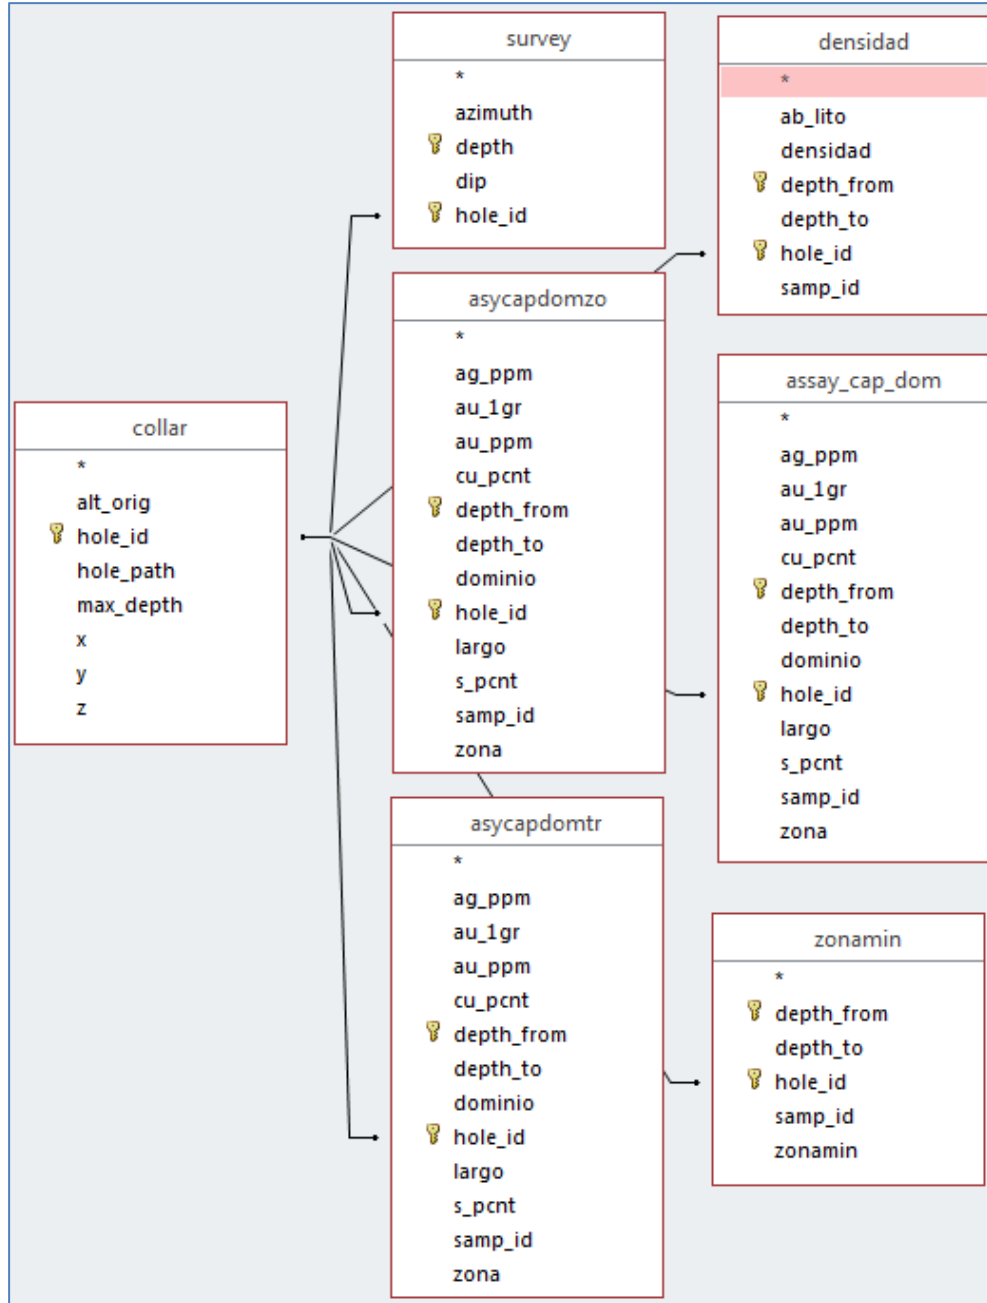 survey
*
azimuth
depth
dip
hole_id
densidad
*
ab_lito
densidad
depth_from
depth_to
hole_id
samp_id
asycapdomzo
*
ag_ppm
au_1gr
au_ppm
cu_pcnt
depth_from
depth_to
dominio
hole_id
largo
s_pcnt
samp_id
zona
assay_cap_dom
*
ag_ppm
au_1gr
au_ppm
cu_pcnt
depth_from
depth_to
dominio
hole_id
largo
s_pcnt
samp_id
zona
collar
*
alt_orig
hole_id
hole_path
max_depth
x
y
z
asycapdomtr
*
ag_ppm
au_1gr
au_ppm
cu_pcnt
depth_from
depth_to
dominio
hole_id
largo
s_pcnt
samp_id
zona
zonamin
*
depth_from
depth_to
hole_id
samp_id
zonamin